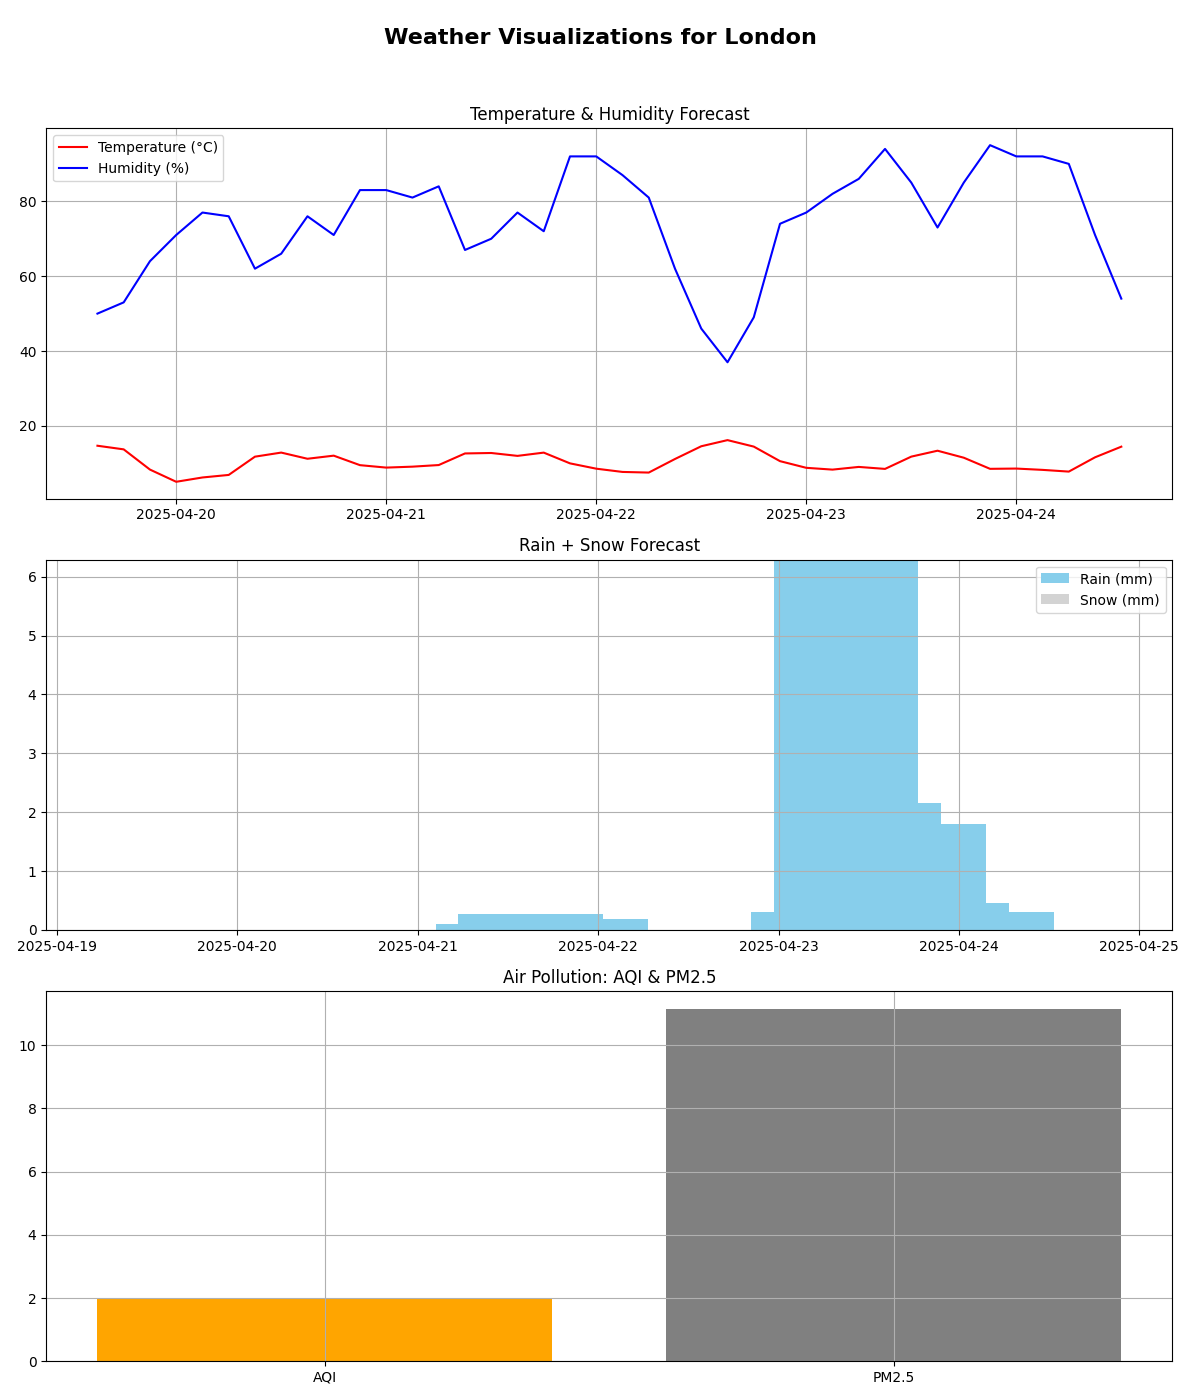 Weather Visualizations for London
Temperature & Humidity Forecast
Temperature (°C)
Humidity (%)
80
60
40
20
2025-04-20 2025-04-21 2025-04-22 2025-04-23 2025-04-24
Rain + Snow Forecast
Rain (mm)
Snow (mm)
6
5
4
3
2
1
0
2025-04-19 2025-04-20 2025-04-21 2025-04-22 2025-04-23 2025-04-24 2025-04-25
Air Pollution: AQI & PM2.5
10
8
6
4
2
0
AQI PM2.5